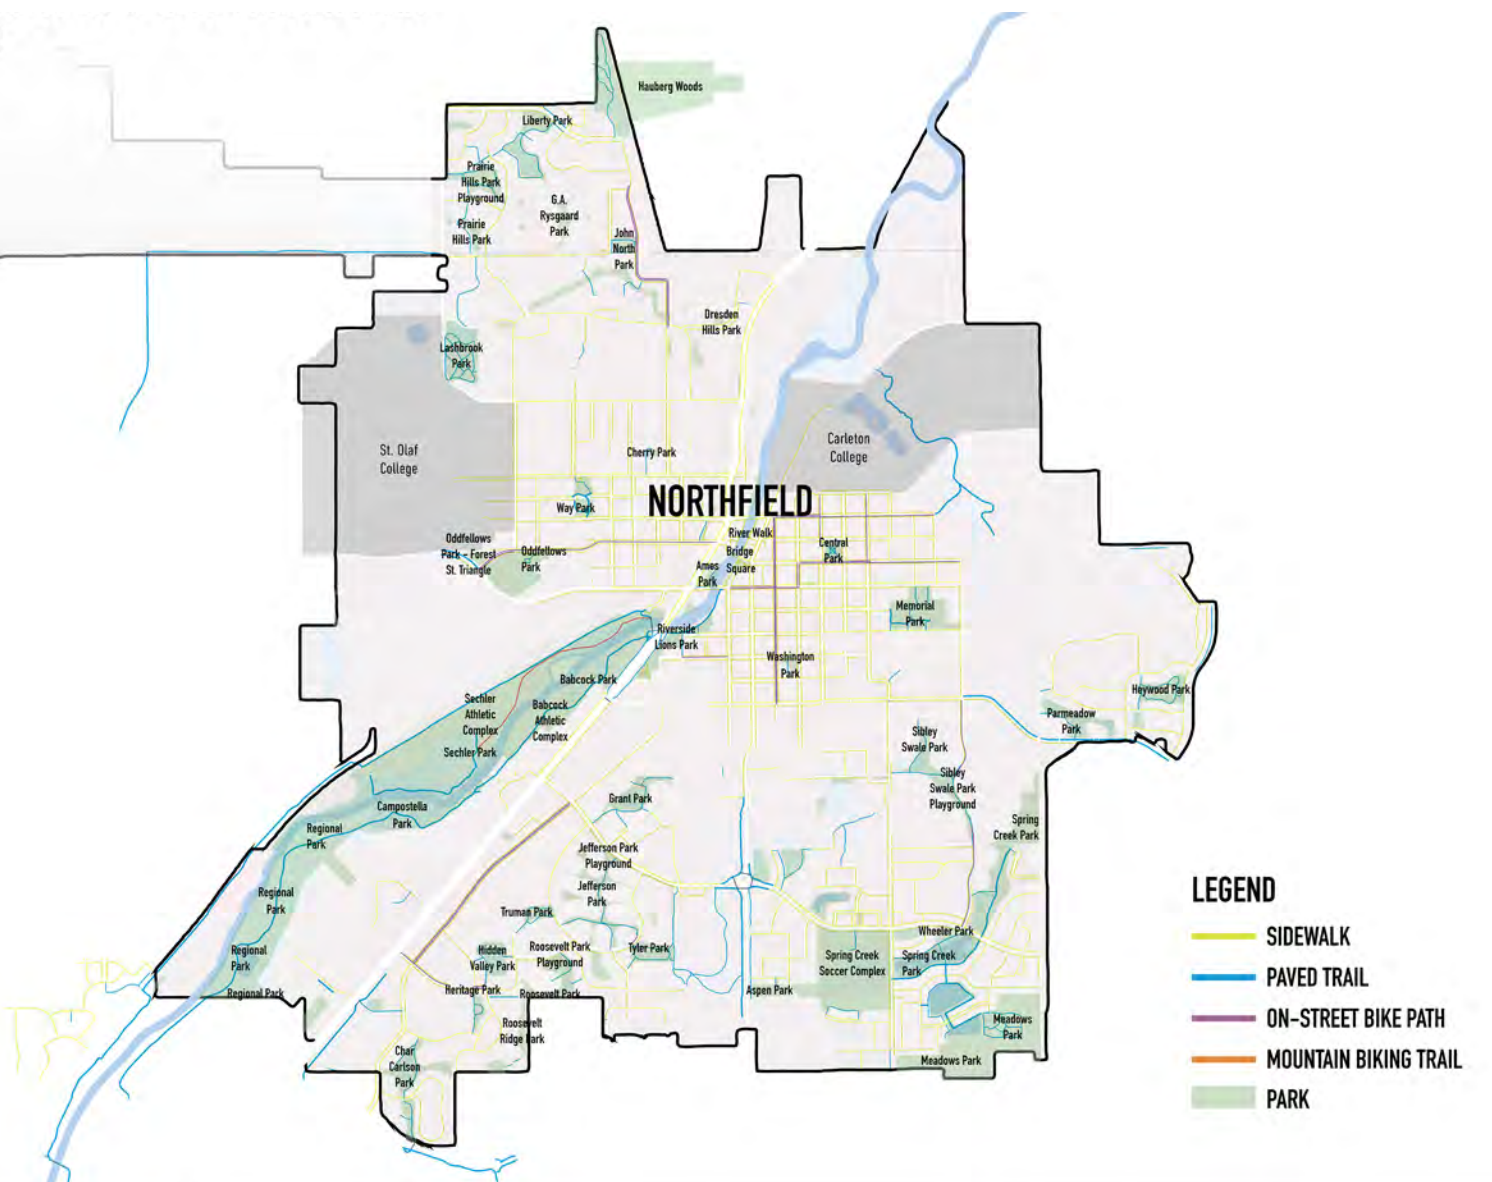 Hauberg Woods
Liberty Park
Prairie
Hills Park
Playground
G.A.
Rysgaard
Park
Prairie
Hills Park
John
North
Park
Dresden
Hills Park
Lashbrook
Park
St. Olaf
College
Carleton
College
Cherry Park
NORTHFIELD
Way Park
River Walk
Oddfellows
Park – Forest
St. Triangle
Oddfellows
Park
Bridge
Square
Central
Park
Ames
Park
Memorial
Park
Riverside
Lions Park
Washington
Park
Babcock Park
Heywood Park
Sechler
Athletic
Complex
Babcock
Athletic
Complex
Parmeadow
Park
Sechler Park
Sibley
Swale Park
Sibley
Swale Park
Playground
Campostella
Park
Grant Park
Spring
Creek Park
Regional
Park
Jefferson Park
Playground
Jefferson
Park
Regional
Park
Truman Park
Wheeler Park
Regional
Park
Hidden
Valley Park
Roosevelt Park
Playground
Tyler Park
Spring Creek
Soccer Complex
Spring Creek
Park
Regional Park
Heritage Park
Roosevelt Park
Aspen Park
Roosevelt
Ridge Park
Meadows
Park
Char
Carlson
Park
Meadows Park
LEGEND
SIDEWALK
PAVED TRAIL
ON-STREET BIKE PATH
MOUNTAIN BIKING TRAIL
PARK